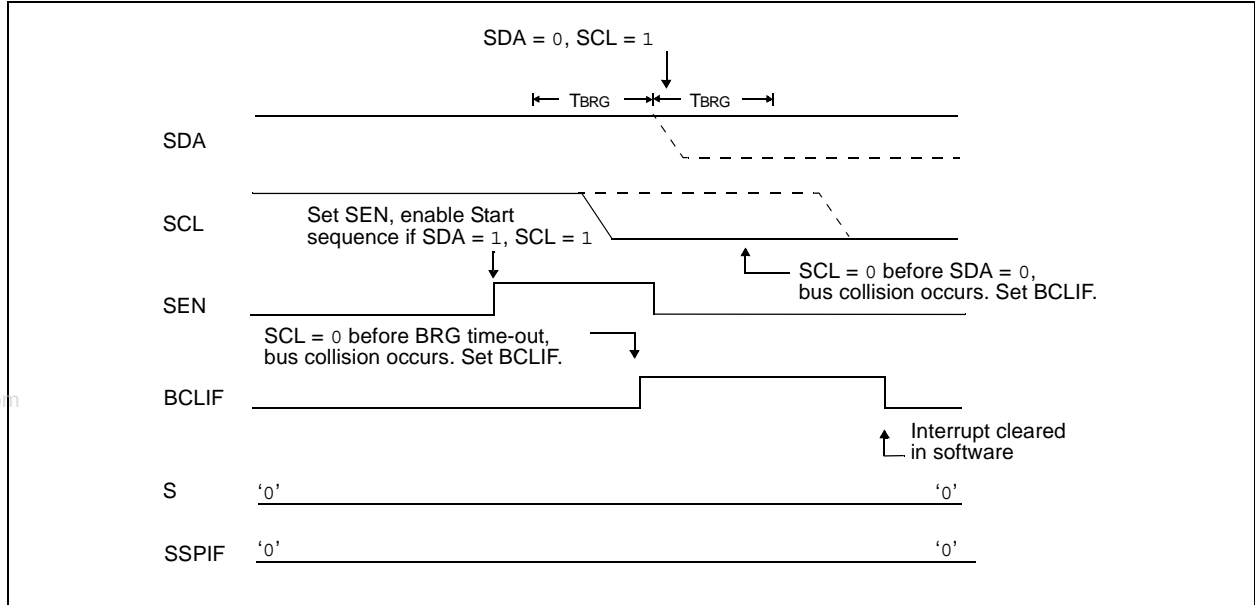 SDA = 0, SCL = 1
TBRG TBRG
SDA
SCL
Set SEN, enable Start
sequence if SDA = 1, SCL = 1
SCL = 0 before SDA = 0,
bus collision occurs. Set BCLIF.
SEN
SCL = 0 before BRG time-out,
bus collision occurs. Set BCLIF.
BCLIF
om
Interrupt cleared
in software
S
‘0’ ‘0’
SSPIF
‘0’ ‘0’